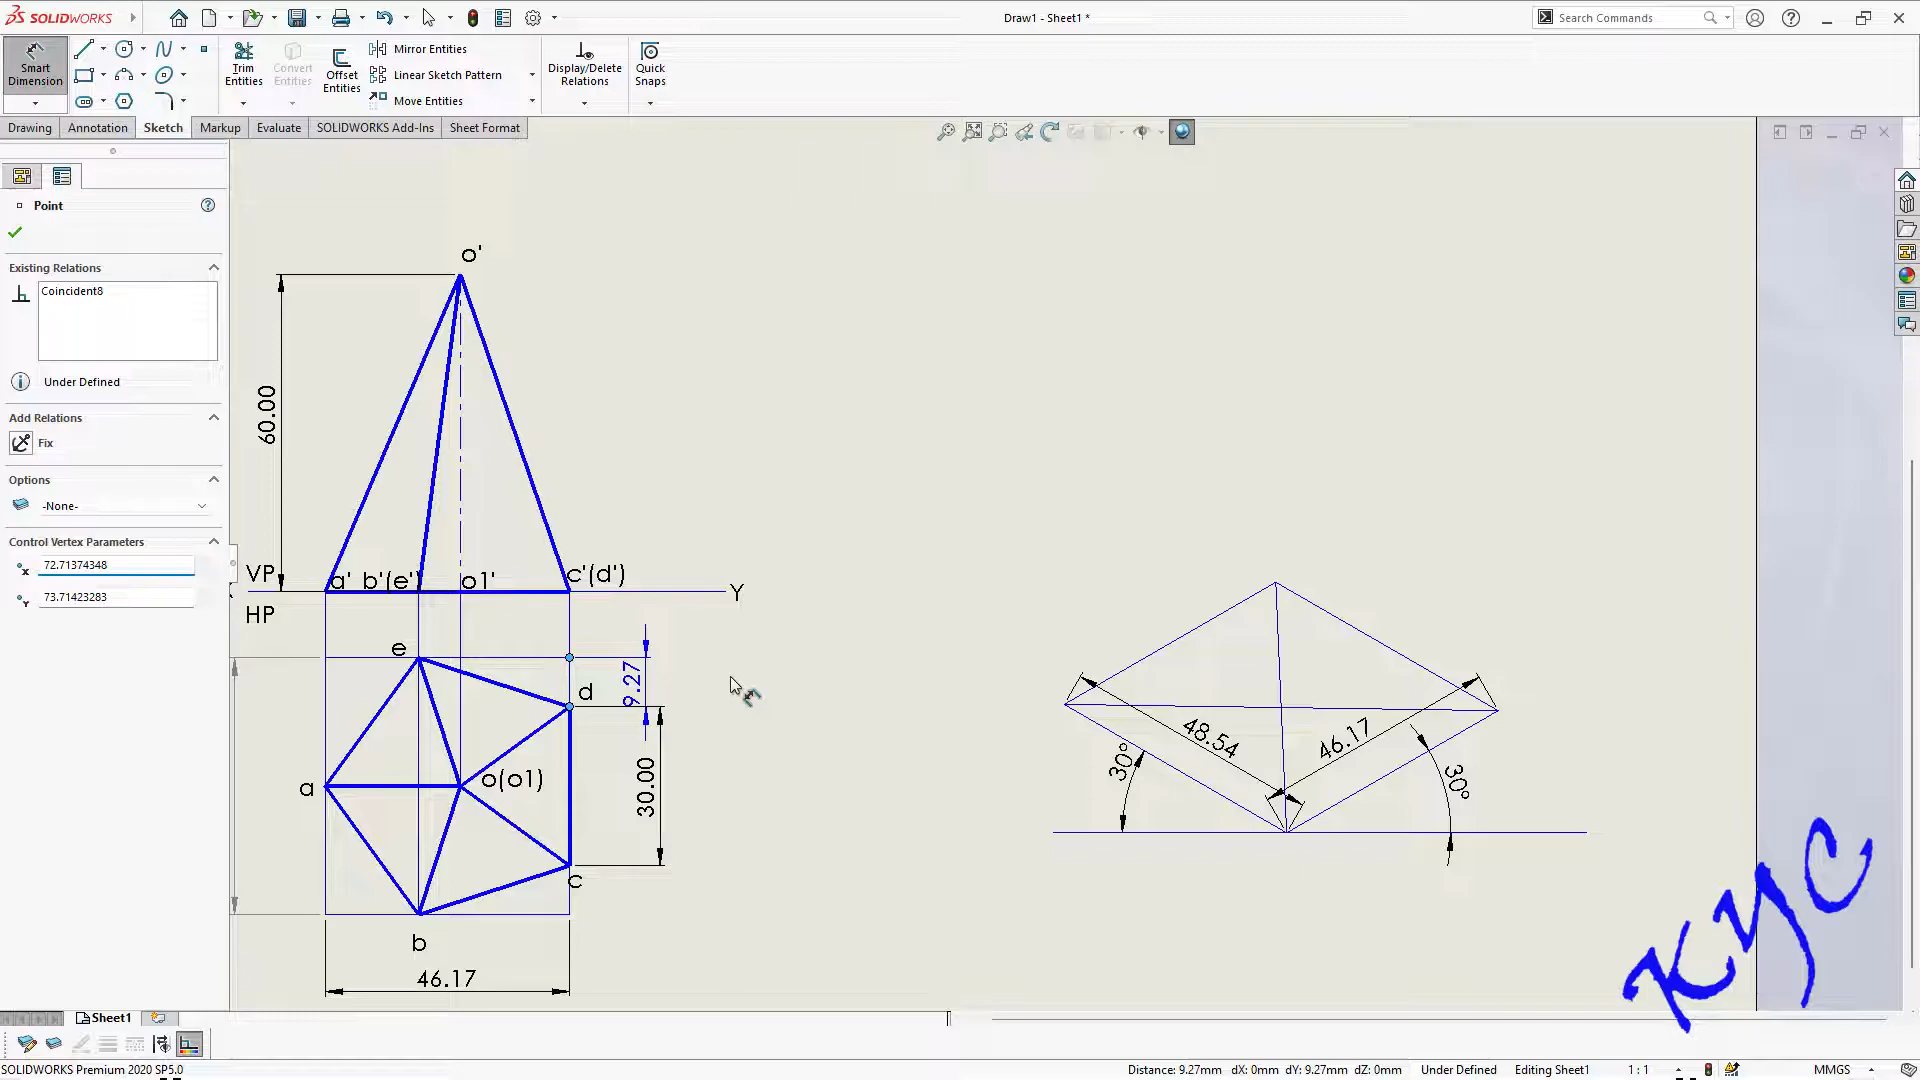 SOLIDWORKS
Draw1 - Sheet1 *
Search Commands
Smart Dimension
Trim Entities
Convert Entities
Offset Entities
Mirror Entities
Linear Sketch Pattern
Move Entities
Display/Delete Relations
Quick Snaps
Drawing
Annotation
Sketch
Markup
Evaluate
SOLIDWORKS Add-Ins
Sheet Format
Point
Existing Relations
Coincident8
Under Defined
Add Relations
Fix
Options
-None-
Control Vertex Parameters
72.71374348
73.71423283
o'
60.00
VP
a' b'(e') o1' c'(d')
Y
HP
e
9.27
d
a
o(o1)
30.00
c
b
46.17
48.54
46.17
30°
30°
KYC
Sheet1
SOLIDWORKS Premium 2020 SP5.0
Distance: 9.27mm dX: 0mm dY: 9.27mm dZ: 0mm
Under Defined
Editing Sheet1
1 : 1
MMGS